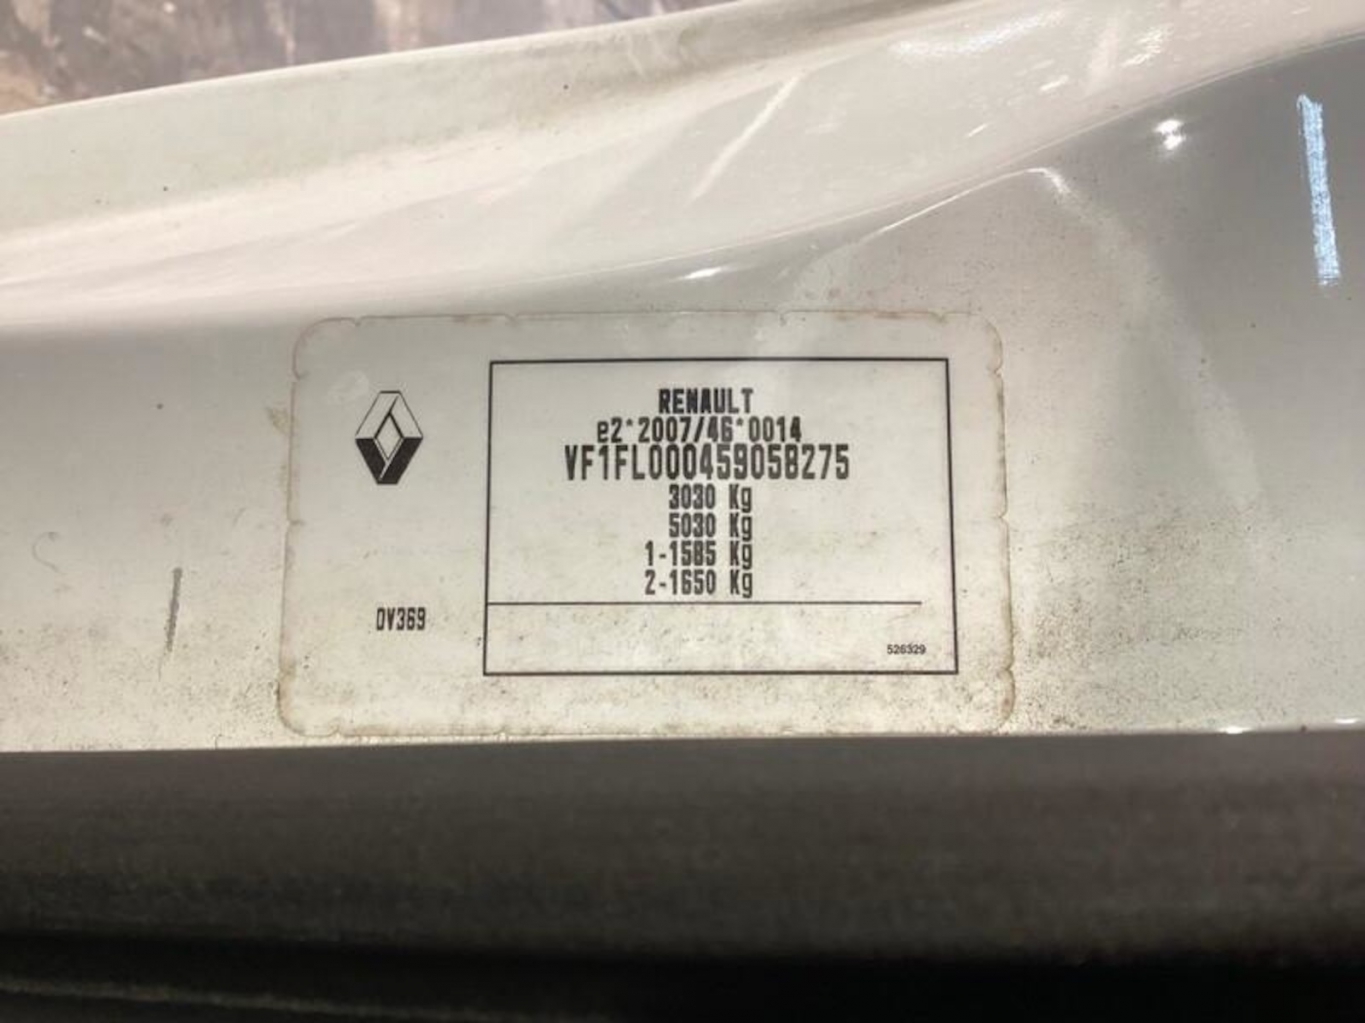 RENAULT
e2*2007/46*0014
VF1FL000459058275
3030 Kg
5030 Kg
1-1585 Kg
2-1650 Kg
DV369
526329